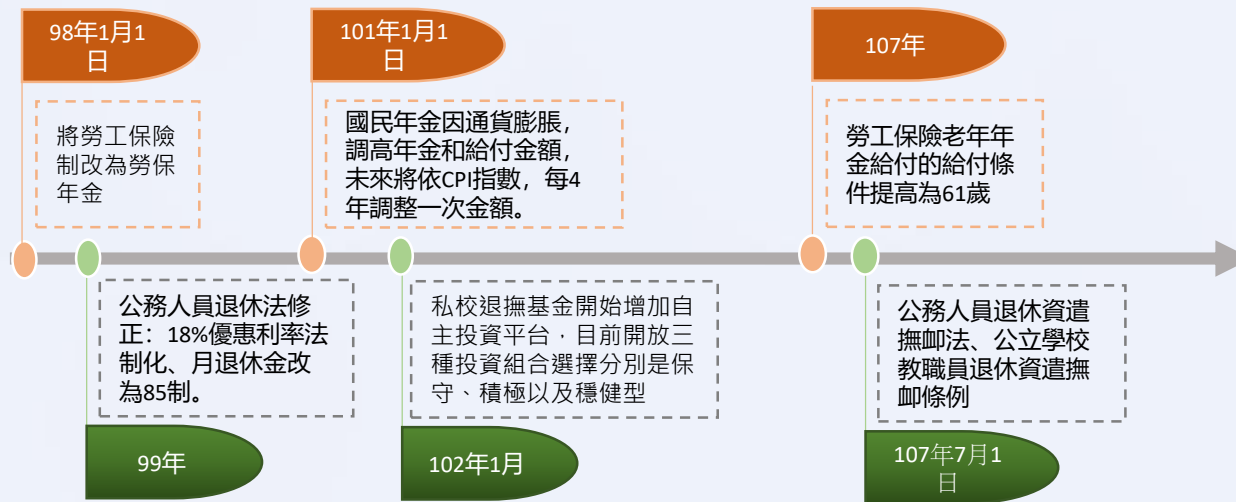 98年1月1
日
將勞工保險
制改為勞保
年金
101年1月1
日
國民年金因通貨膨脹，
調高年金和給付金額，
未來將依CPI指數，每4
年調整一次金額。
107年
勞工保險老年年
金給付的給付條
件提高為61歲
公務人員退休法修
正：18%優惠利率法
制化、月退休金改
為85制。
99年
私校退撫基金開始增加自
主投資平台，目前開放三
種投資組合選擇分別是保
守、積極以及穩健型
102年1月
公務人員退休資遣
撫卹法、公立學校
教職員退休資遣撫
卹條例
107年7月1
日